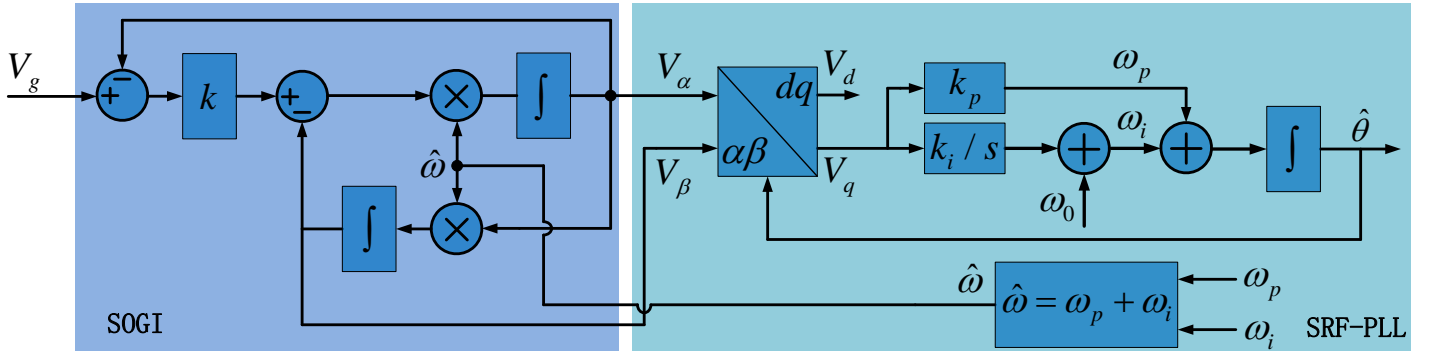 V_g
−
+
k
+
−
×
∫
ω̂
∫
×
SOGI
V_α
V_β
dq
αβ
V_d
V_q
k_p
k_i / s
ω_p
ω_i
+
+
ω_0
∫
θ̂
ω̂
ω̂ = ω_p + ω_i
ω_p
ω_i
SRF-PLL